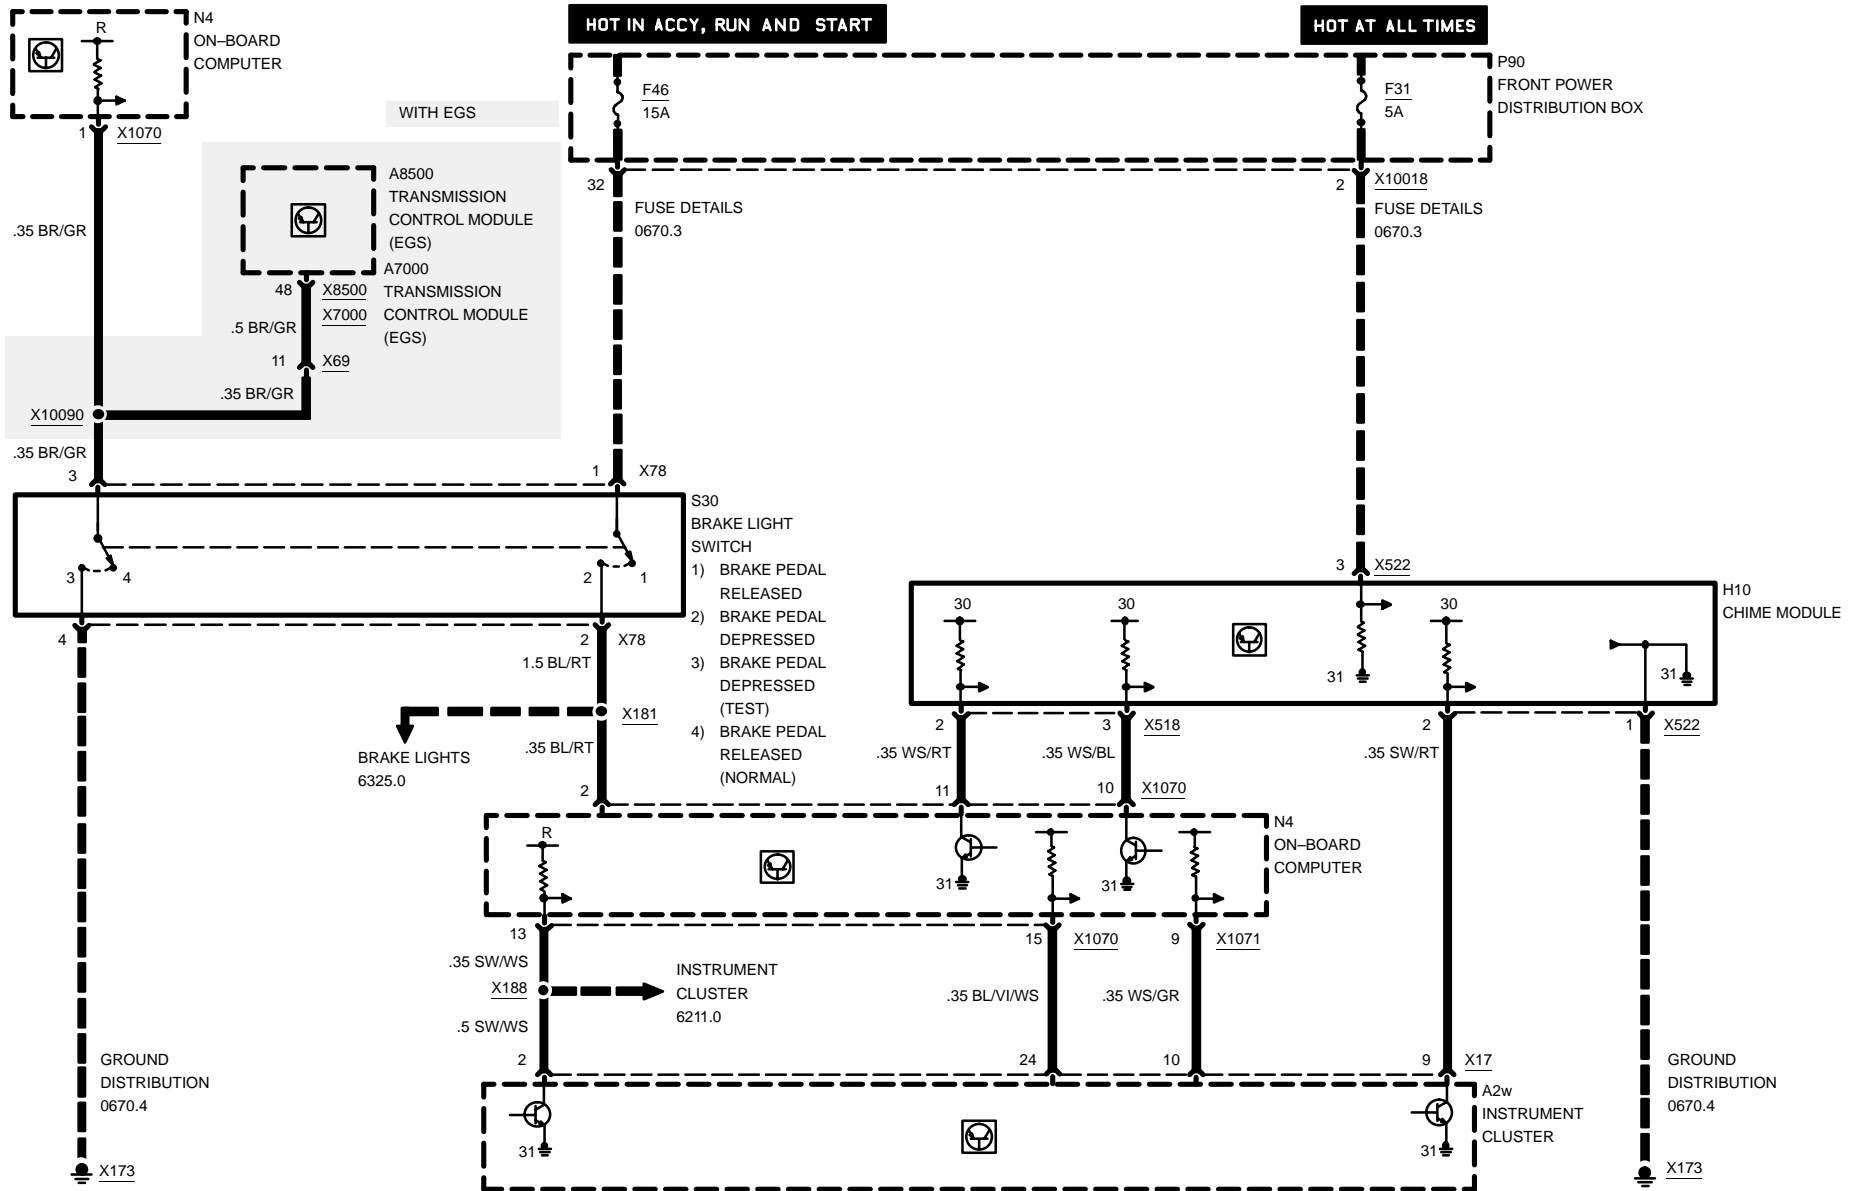 HOT IN ACCY, RUN AND START
HOT AT ALL TIMES
N4
ON–BOARD
COMPUTER
R
1
X1070
.35 BR/GR
WITH EGS
A8500
TRANSMISSION
CONTROL MODULE
(EGS)
A7000
TRANSMISSION
CONTROL MODULE
(EGS)
48
X8500
X7000
.5 BR/GR
11
X69
.35 BR/GR
X10090
.35 BR/GR
3
F46
15A
F31
5A
P90
FRONT POWER
DISTRIBUTION BOX
32
2
X10018
FUSE DETAILS
0670.3
FUSE DETAILS
0670.3
1
X78
S30
BRAKE LIGHT
SWITCH
1) BRAKE PEDAL
RELEASED
2) BRAKE PEDAL
DEPRESSED
3) BRAKE PEDAL
DEPRESSED
(TEST)
4) BRAKE PEDAL
RELEASED
(NORMAL)
3
4
2
1
4
2
X78
1.5 BL/RT
X181
.35 BL/RT
BRAKE LIGHTS
6325.0
2
3
X522
H10
CHIME MODULE
30
30
30
31
31
2
3
X518
2
1
X522
.35 WS/RT
.35 WS/BL
.35 SW/RT
11
10
X1070
N4
ON–BOARD
COMPUTER
R
31
31
13
15
X1070
9
X1071
.35 SW/WS
X188
INSTRUMENT
CLUSTER
6211.0
.5 SW/WS
.35 BL/VI/WS
.35 WS/GR
2
24
10
9
X17
A2w
INSTRUMENT
CLUSTER
31
31
GROUND
DISTRIBUTION
0670.4
X173
GROUND
DISTRIBUTION
0670.4
X173